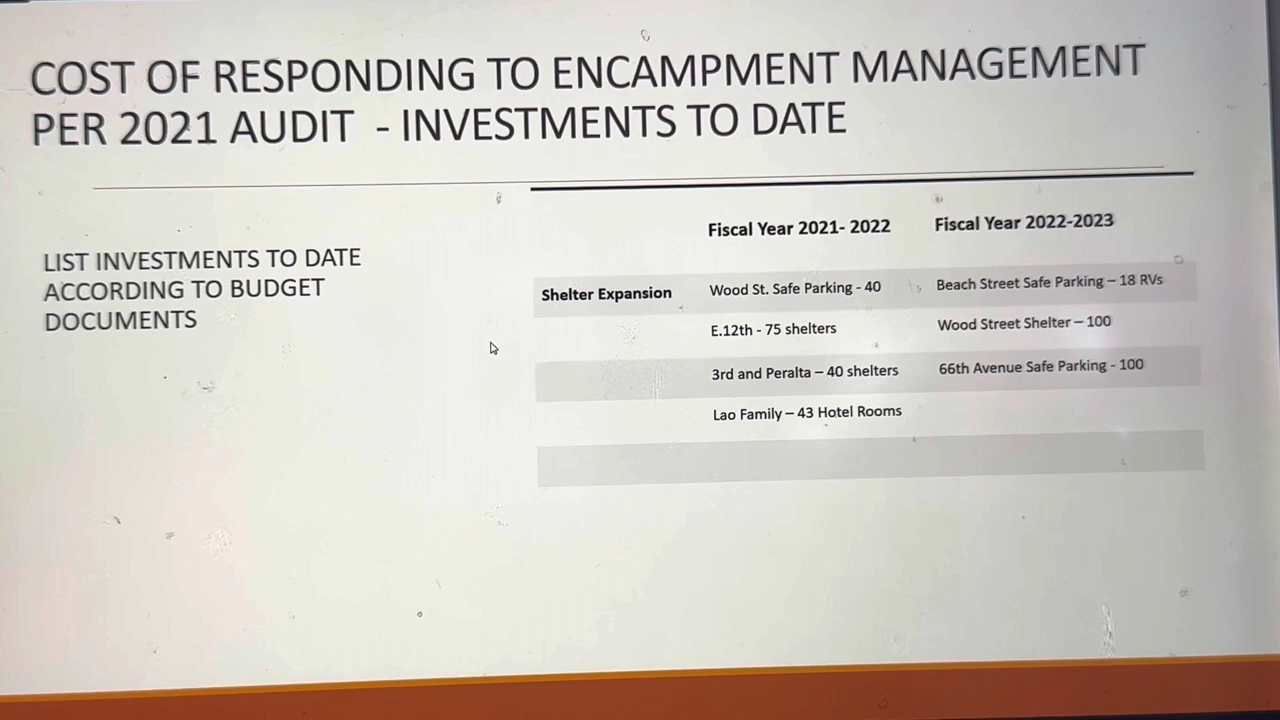 COST OF RESPONDING TO ENCAMPMENT MANAGEMENT
PER 2021 AUDIT - INVESTMENTS TO DATE
LIST INVESTMENTS TO DATE
ACCORDING TO BUDGET
DOCUMENTS
Fiscal Year 2021- 2022 Fiscal Year 2022-2023
Shelter Expansion Wood St. Safe Parking - 40 Beach Street Safe Parking – 18 RVs
E.12th - 75 shelters Wood Street Shelter – 100
3rd and Peralta – 40 shelters 66th Avenue Safe Parking - 100
Lao Family – 43 Hotel Rooms